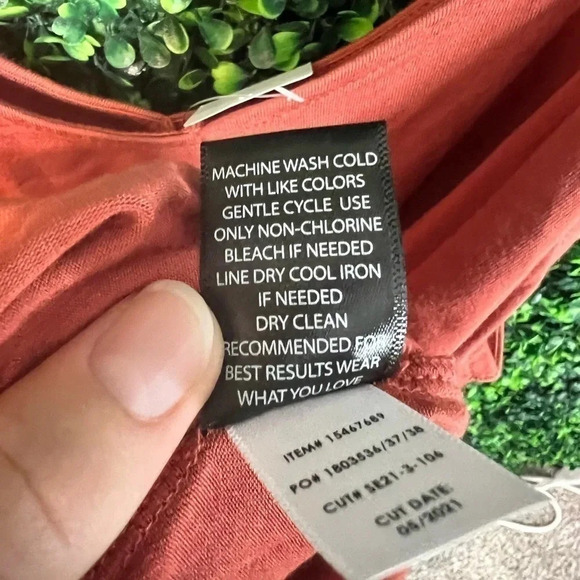 MACHINE WASH COLD
WITH LIKE COLORS
GENTLE CYCLE USE
ONLY NON-CHLORINE
BLEACH IF NEEDED
LINE DRY COOL IRON
IF NEEDED
DRY CLEAN
RECOMMENDED FOR
BEST RESULTS WEAR
WHAT YOU LOVE
ITEM# 15467689
PO# 1803536/37/38
CUT# SE21-3-106
CUT DATE:
05/2021